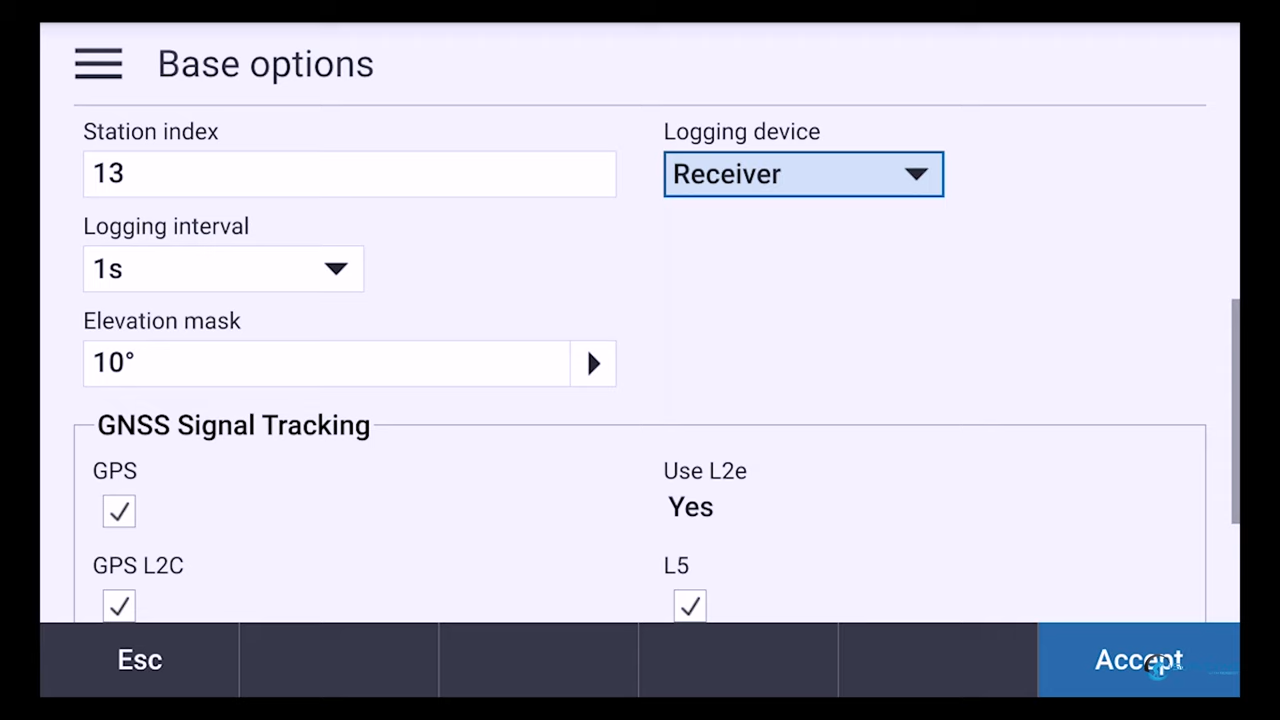 Base options
Station index
Logging device
13
Receiver
Logging interval
1s
Elevation mask
10°
GNSS Signal Tracking
GPS
Use L2e
Yes
GPS L2C
L5
Esc
Accept